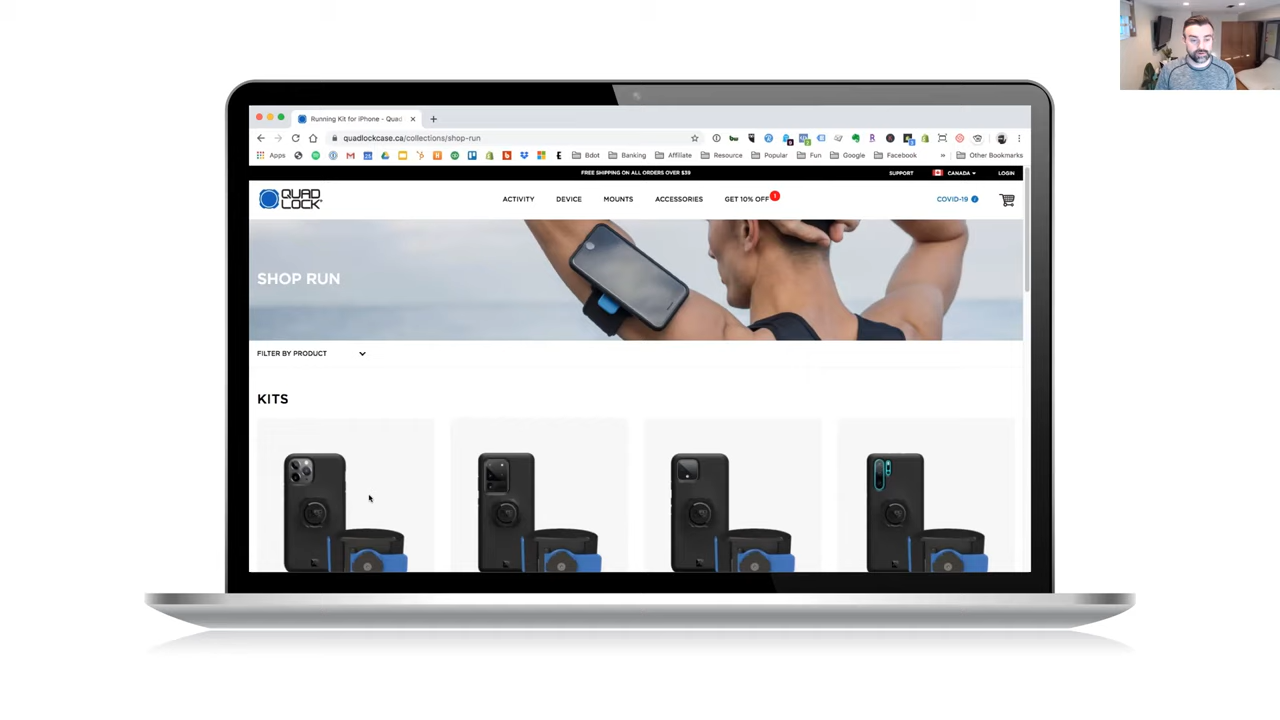 Running Kit for iPhone - Quad
quadlockcase.ca/collections/shop-run
Apps
Bdot
Banking
Affiliate
Resource
Popular
Fun
Google
Facebook
Other Bookmarks
FREE SHIPPING ON ALL ORDERS OVER $39
SUPPORT
CANADA
LOGIN
QUAD
LOCK
ACTIVITY
DEVICE
MOUNTS
ACCESSORIES
GET 10% OFF
1
COVID-19
SHOP RUN
FILTER BY PRODUCT
KITS